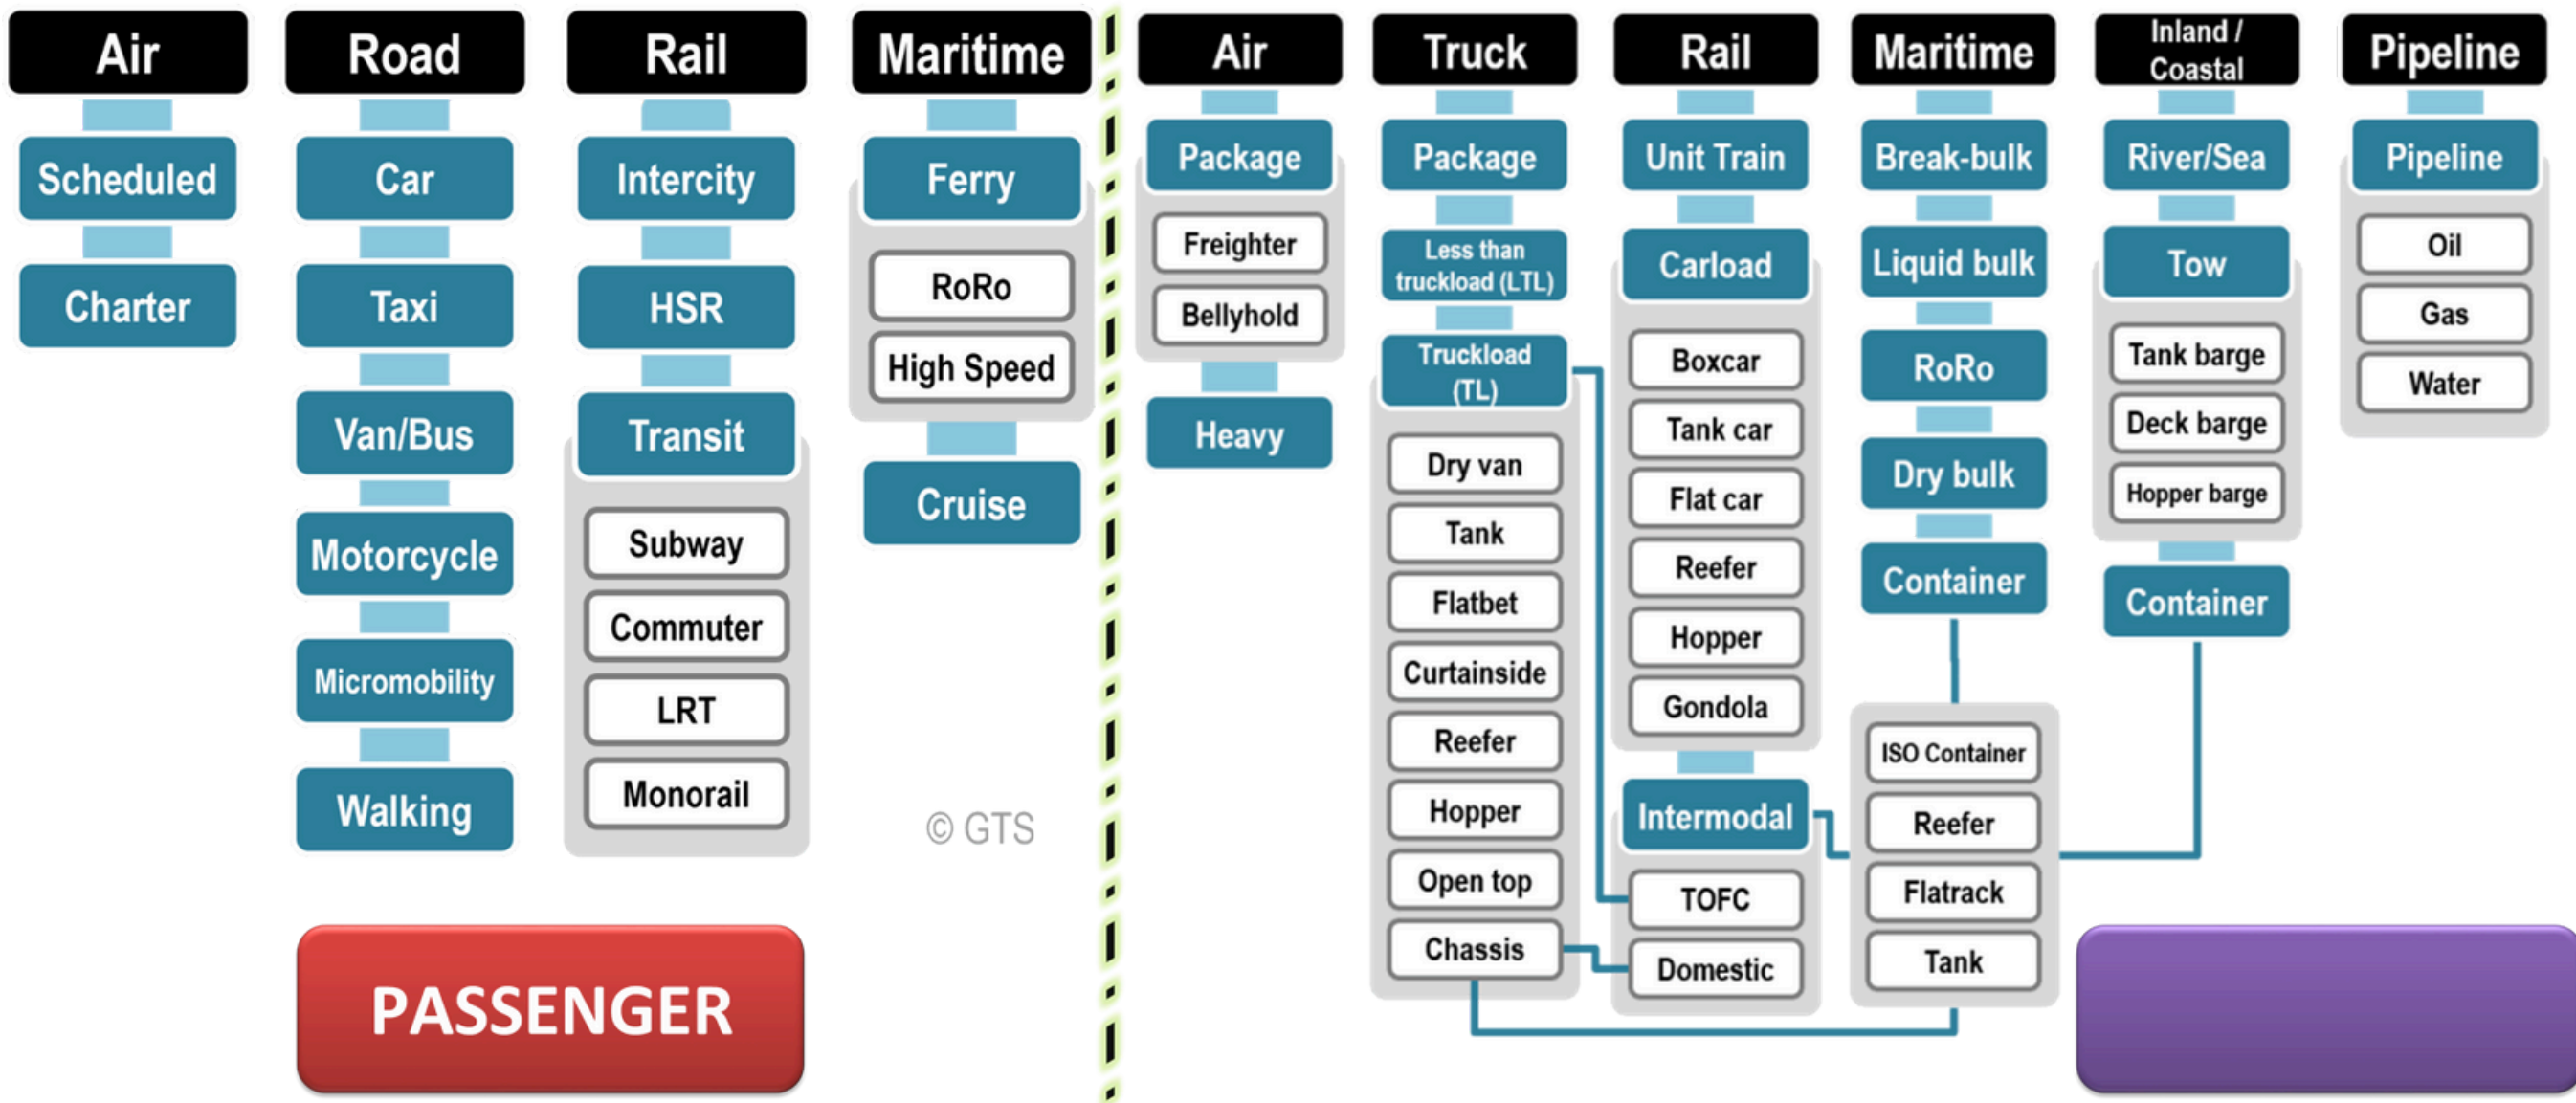 Air
Scheduled
Charter
Road
Car
Taxi
Van/Bus
Motorcycle
Micromobility
Walking
Rail
Intercity
HSR
Transit
Subway
Commuter
LRT
Monorail
Maritime
Ferry
RoRo
High Speed
Cruise
© GTS
PASSENGER
Air
Package
Freighter
Bellyhold
Heavy
Truck
Package
Less than
truckload (LTL)
Truckload
(TL)
Dry van
Tank
Flatbet
Curtainside
Reefer
Hopper
Open top
Chassis
Rail
Unit Train
Carload
Boxcar
Tank car
Flat car
Reefer
Hopper
Gondola
Intermodal
TOFC
Domestic
Maritime
Break-bulk
Liquid bulk
RoRo
Dry bulk
Container
ISO Container
Reefer
Flatrack
Tank
Inland /
Coastal
River/Sea
Tow
Tank barge
Deck barge
Hopper barge
Container
Pipeline
Pipeline
Oil
Gas
Water